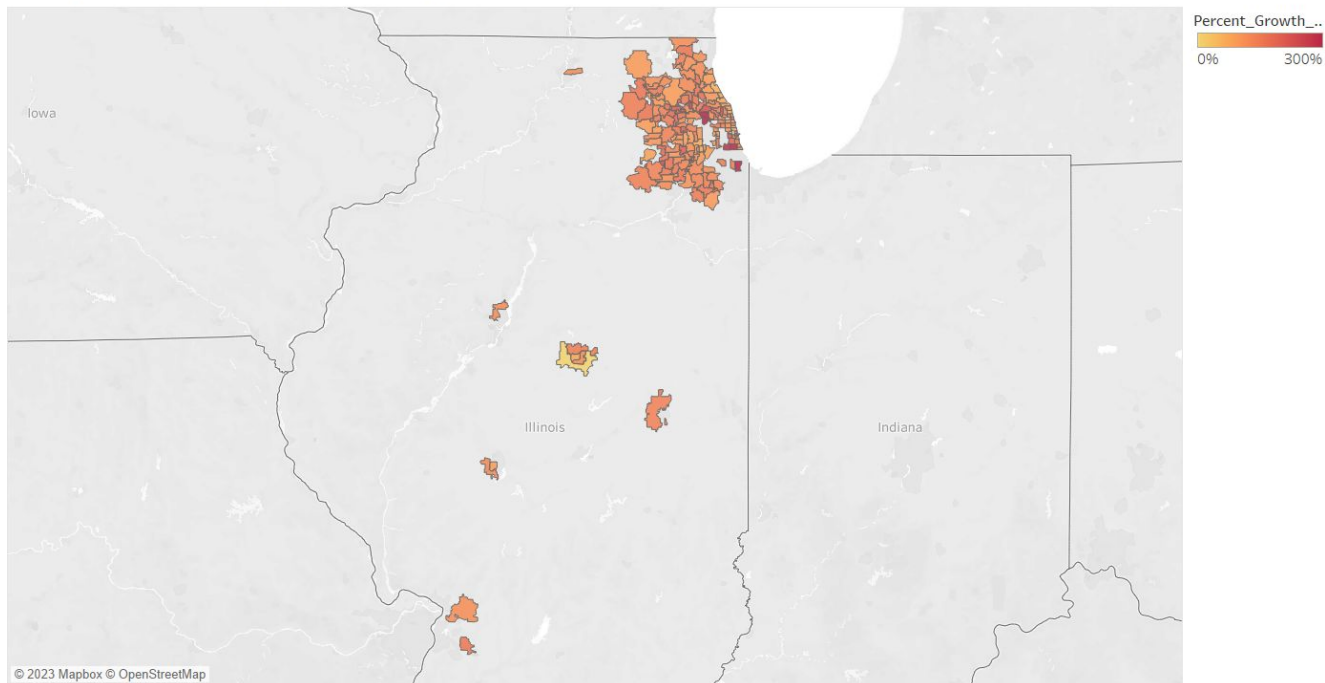 Percent_Growth_..
0% 300%
Iowa
Illinois
Indiana
© 2023 Mapbox © OpenStreetMap